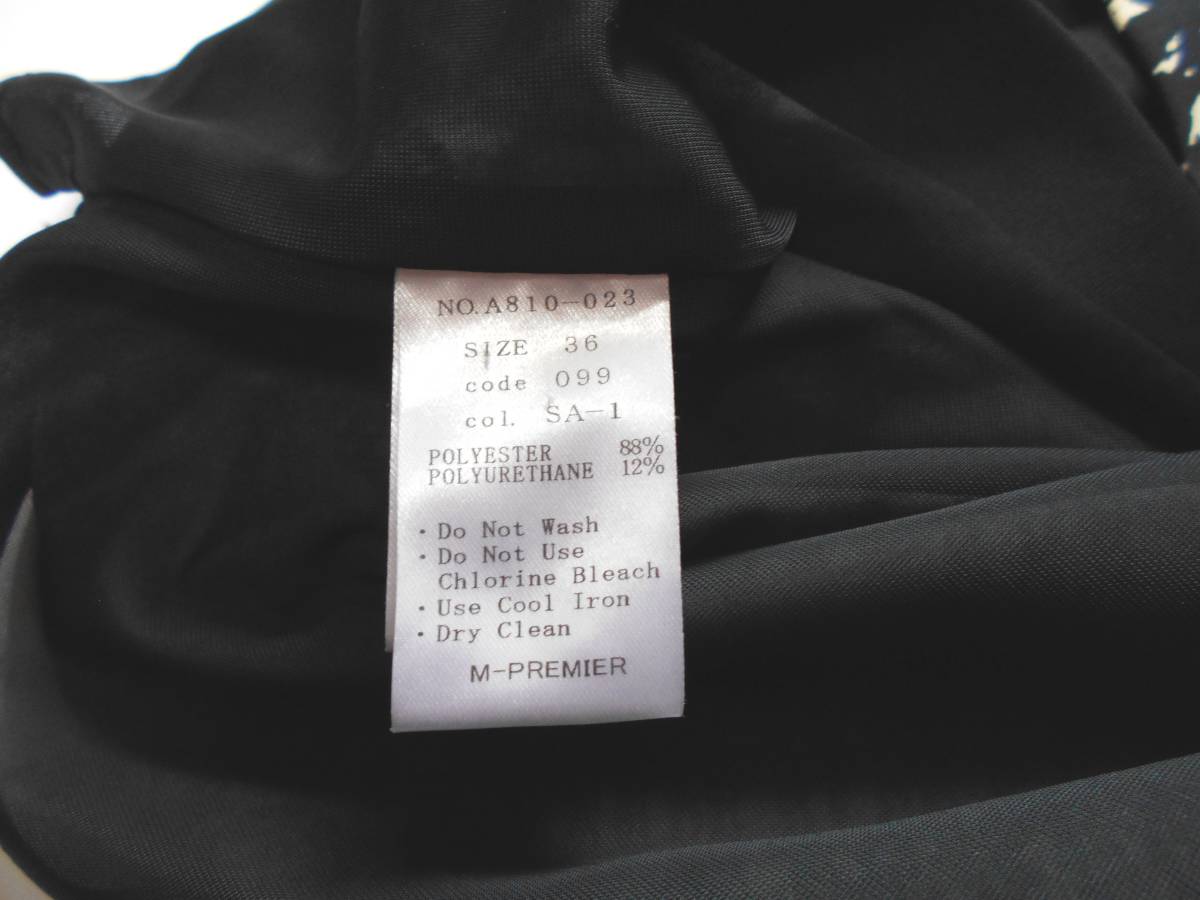 NO.A810-023
SIZE 36
code 099
col. SA-1
POLYESTER 88%
POLYURETHANE 12%
・Do Not Wash
・Do Not Use
Chlorine Bleach
・Use Cool Iron
・Dry Clean
M-PREMIER